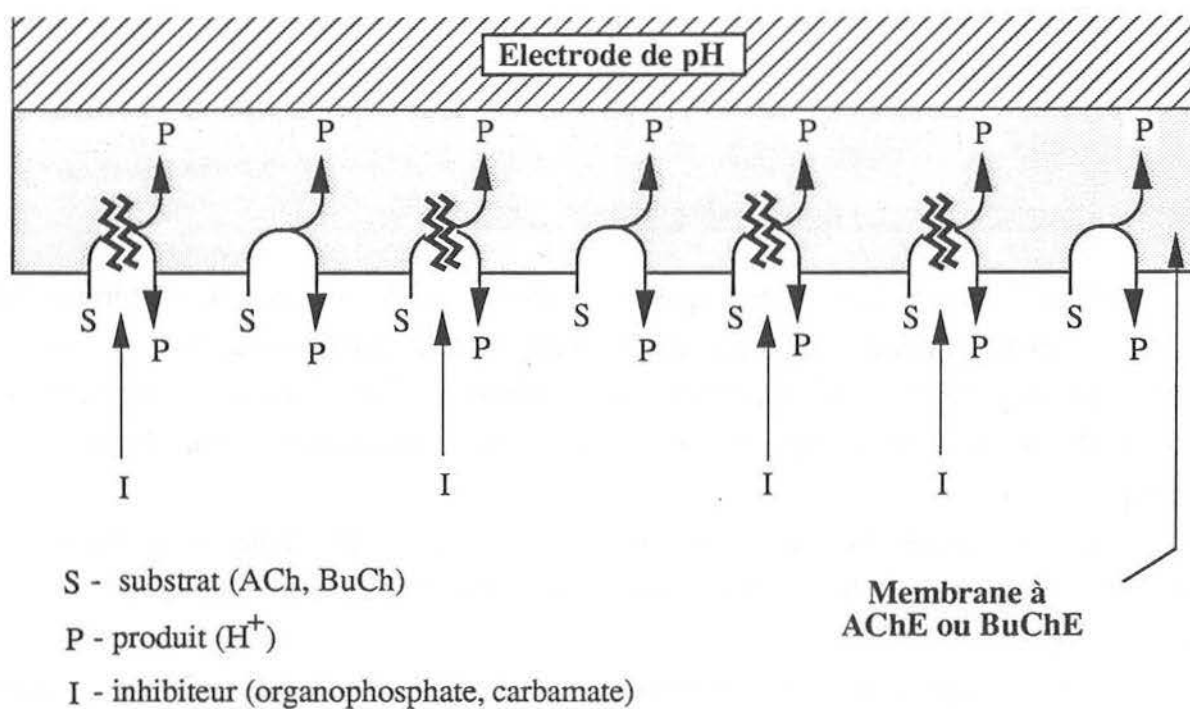 Electrode de pH
P P P P P P P
S S S S S S S
P P P P P P P
I I I I
S - substrat (ACh, BuCh)
Membrane à
AChE ou BuChE
P - produit (H⁺)
I - inhibiteur (organophosphate, carbamate)